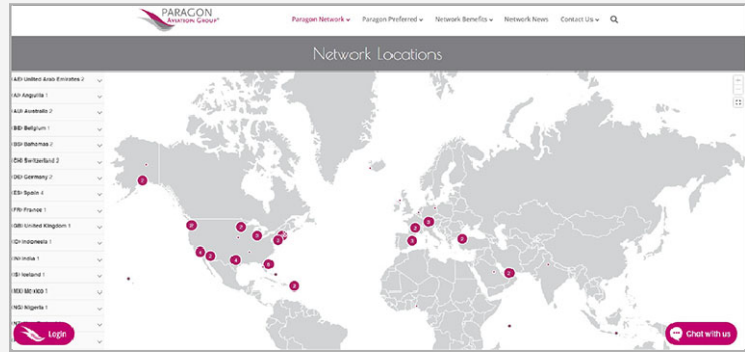 PARAGON
AVIATION GROUP®
Paragon Network Paragon Preferred Network Benefits Network News Contact Us
Network Locations
(AE) United Arab Emirates 2
(AI) Anguilla 1
(AU) Australia 2
(BE) Belgium 1
(BS) Bahamas 2
(CH) Switzerland 2
(DE) Germany 2
(ES) Spain 4
(FR) France 1
(GB) United Kingdom 1
(ID) Indonesia 1
(IN) India 1
(IS) Iceland 1
(MX) Mexico 1
(NG) Nigeria 1
Login
Chat with us